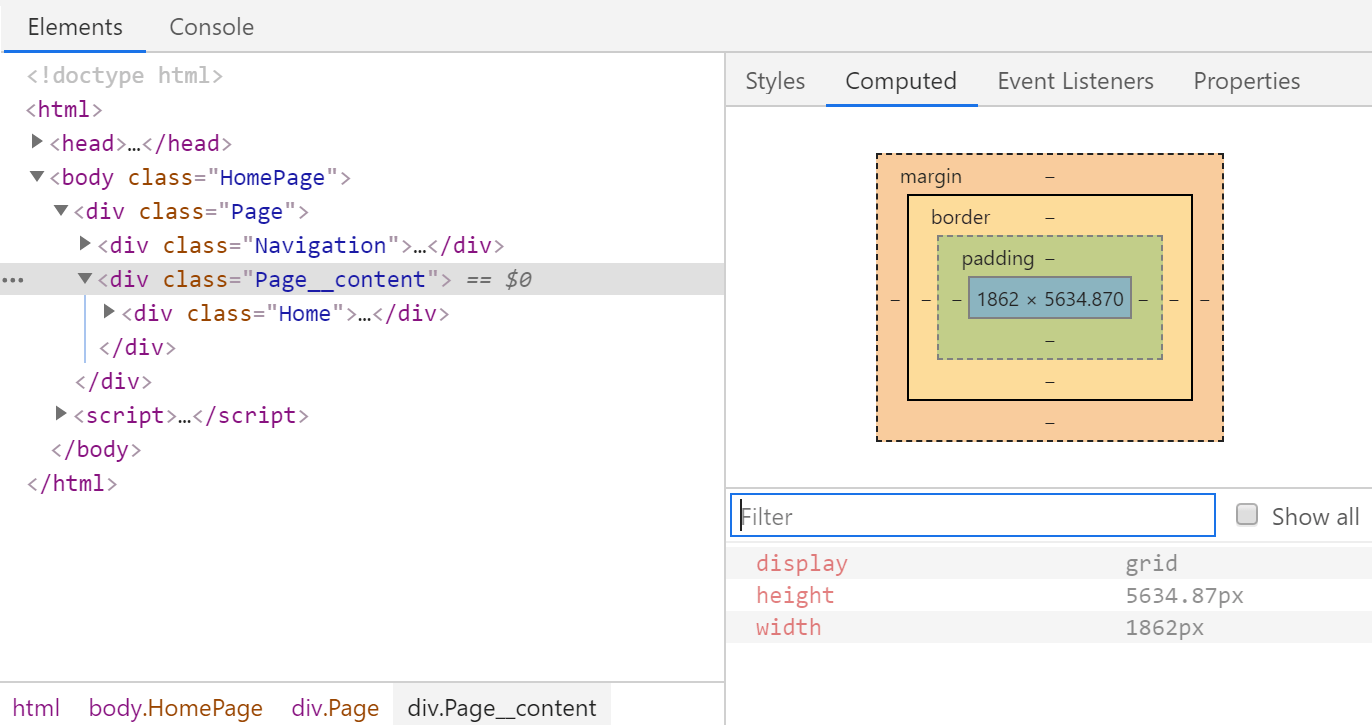 Elements Console
<!doctype html>
<html>
▶<head>…</head>
▼<body class="HomePage">
▼<div class="Page">
▶<div class="Navigation">…</div>
… ▼<div class="Page__content"> == $0
▶<div class="Home">…</div>
</div>
</div>
▶<script>…</script>
</body>
</html>
html body.HomePage div.Page div.Page__content
Styles Computed Event Listeners Properties
margin –
border –
padding –
– – – 1862 × 5634.870 – – –
–
–
–
Filter Show all
display grid
height 5634.87px
width 1862px